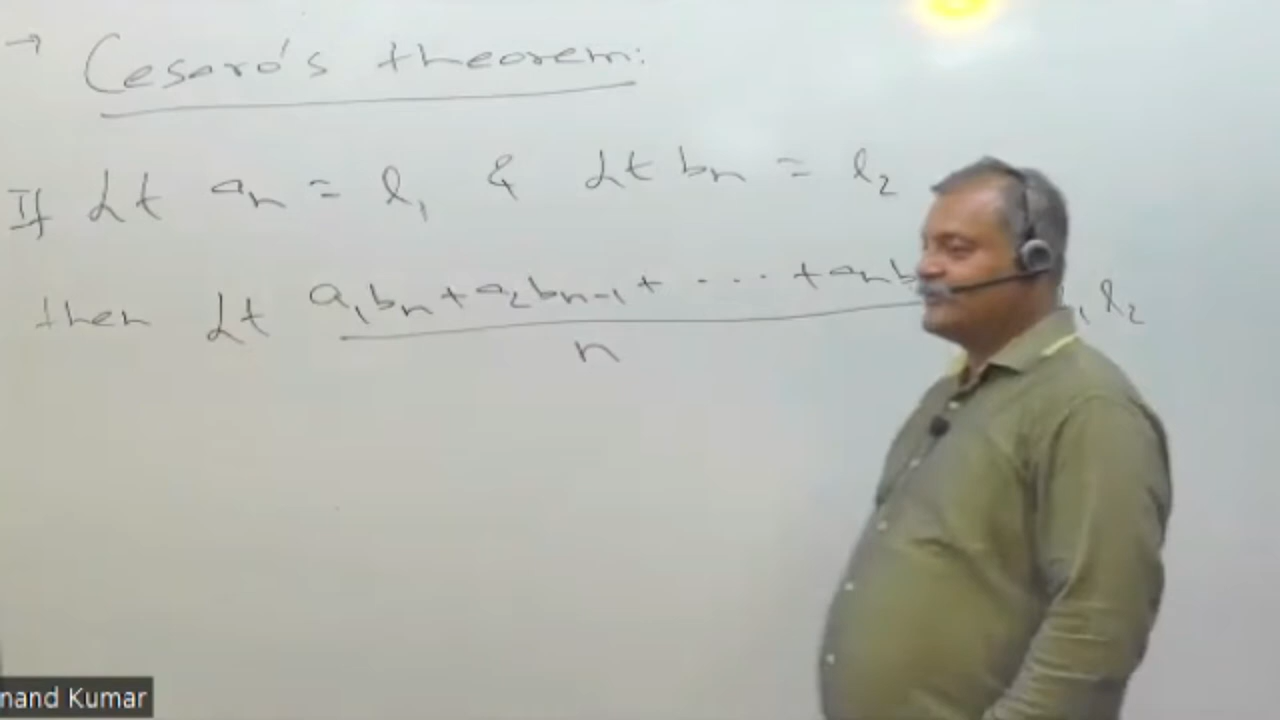 → Cesaro's theorem:
If Lt aₙ = l₁ & Lt bₙ = l₂
then Lt a₁bₙ + a₂bₙ₋₁ + ... + aₙb l₂
n
nand Kumar